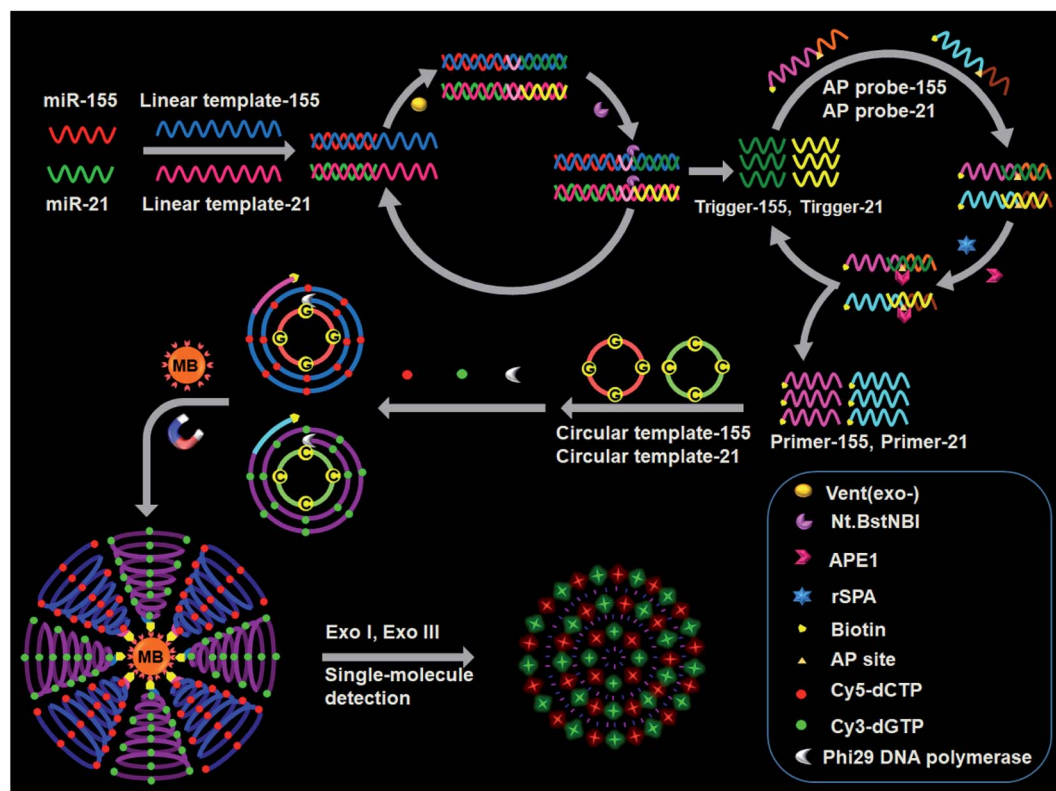 miR-155
Linear template-155
miR-21
Linear template-21
AP probe-155
AP probe-21
Trigger-155, Tirgger-21
G
G
G
G
MB
G
G
G
G
C
C
C
C
Circular template-155
Circular template-21
Primer-155, Primer-21
C
C
C
C
Vent(exo-)
Nt.BstNBI
APE1
rSPA
Biotin
AP site
Cy5-dCTP
Cy3-dGTP
Phi29 DNA polymerase
MB
Exo I, Exo III
Single-molecule
detection